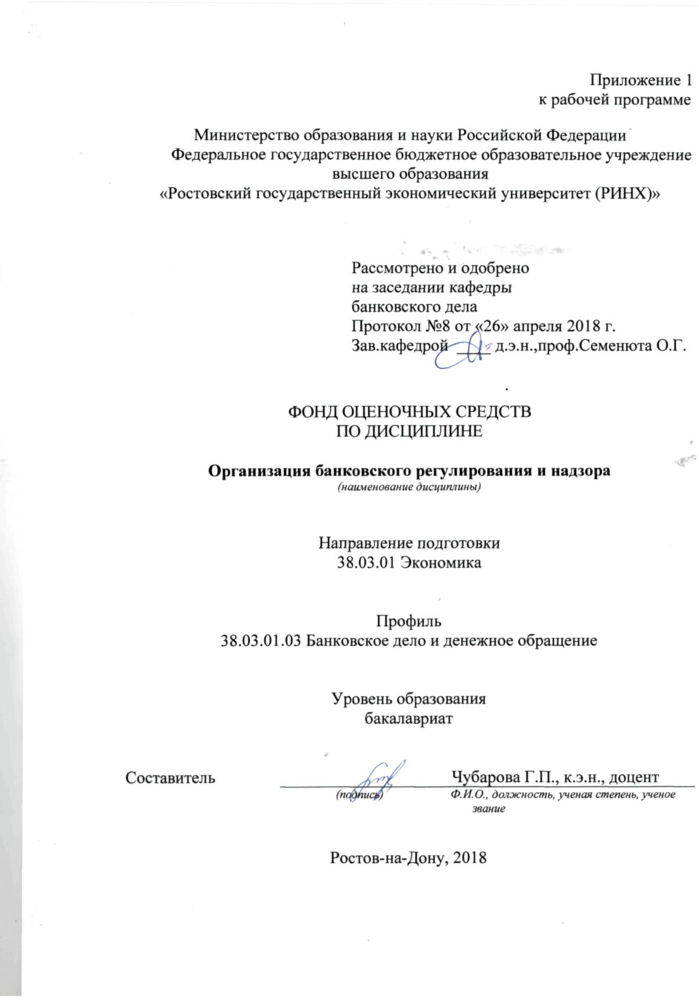 Приложение 1
к рабочей программе
Министерство образования и науки Российской Федерации
Федеральное государственное бюджетное образовательное учреждение
высшего образования
«Ростовский государственный экономический университет (РИНХ)»
Рассмотрено и одобрено
на заседании кафедры
банковского дела
Протокол №8 от «26» апреля 2018 г.
Зав.кафедрой ____ д.э.н.,проф.Семенюта О.Г.
ФОНД ОЦЕНОЧНЫХ СРЕДСТВ
ПО ДИСЦИПЛИНЕ
Организация банковского регулирования и надзора
(наименование дисциплины)
Направление подготовки
38.03.01 Экономика
Профиль
38.03.01.03 Банковское дело и денежное обращение
Уровень образования
бакалавриат
Составитель Чубарова Г.П., к.э.н., доцент
(подпись) Ф.И.О., должность, ученая степень, ученое
звание
Ростов-на-Дону, 2018